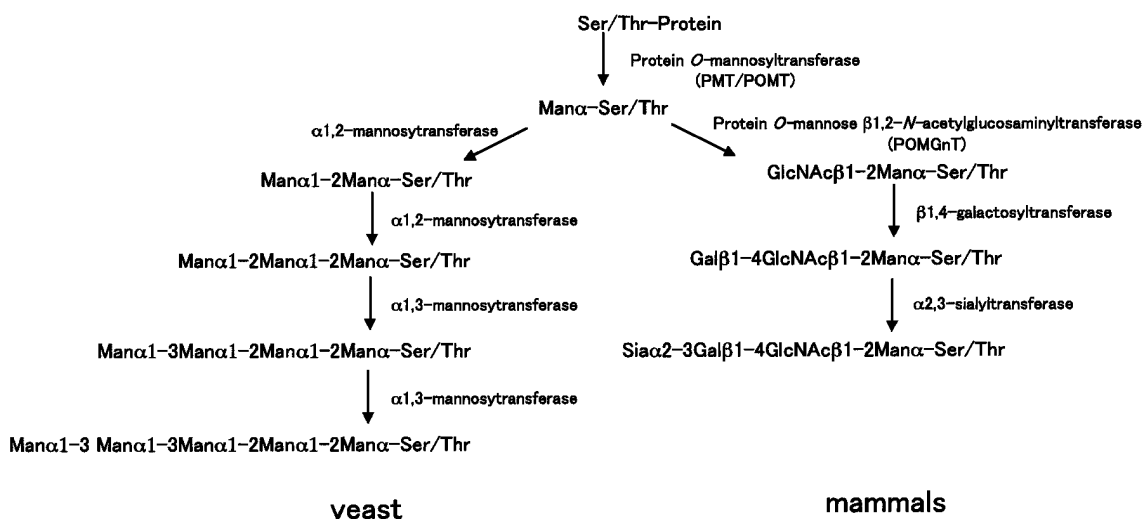 Ser/Thr-Protein
Protein O-mannosyltransferase
(PMT/POMT)
Manα-Ser/Thr
α1,2-mannosytransferase
Protein O-mannose β1,2-N-acetylglucosaminyltransferase
(POMGnT)
Manα1-2Manα-Ser/Thr
GlcNAcβ1-2Manα-Ser/Thr
α1,2-mannosytransferase
β1,4-galactosyltransferase
Manα1-2Manα1-2Manα-Ser/Thr
Galβ1-4GlcNAcβ1-2Manα-Ser/Thr
α1,3-mannosytransferase
α2,3-sialyltransferase
Manα1-3Manα1-2Manα1-2Manα-Ser/Thr
Siaα2-3Galβ1-4GlcNAcβ1-2Manα-Ser/Thr
α1,3-mannosytransferase
Manα1-3 Manα1-3Manα1-2Manα1-2Manα-Ser/Thr
yeast
mammals